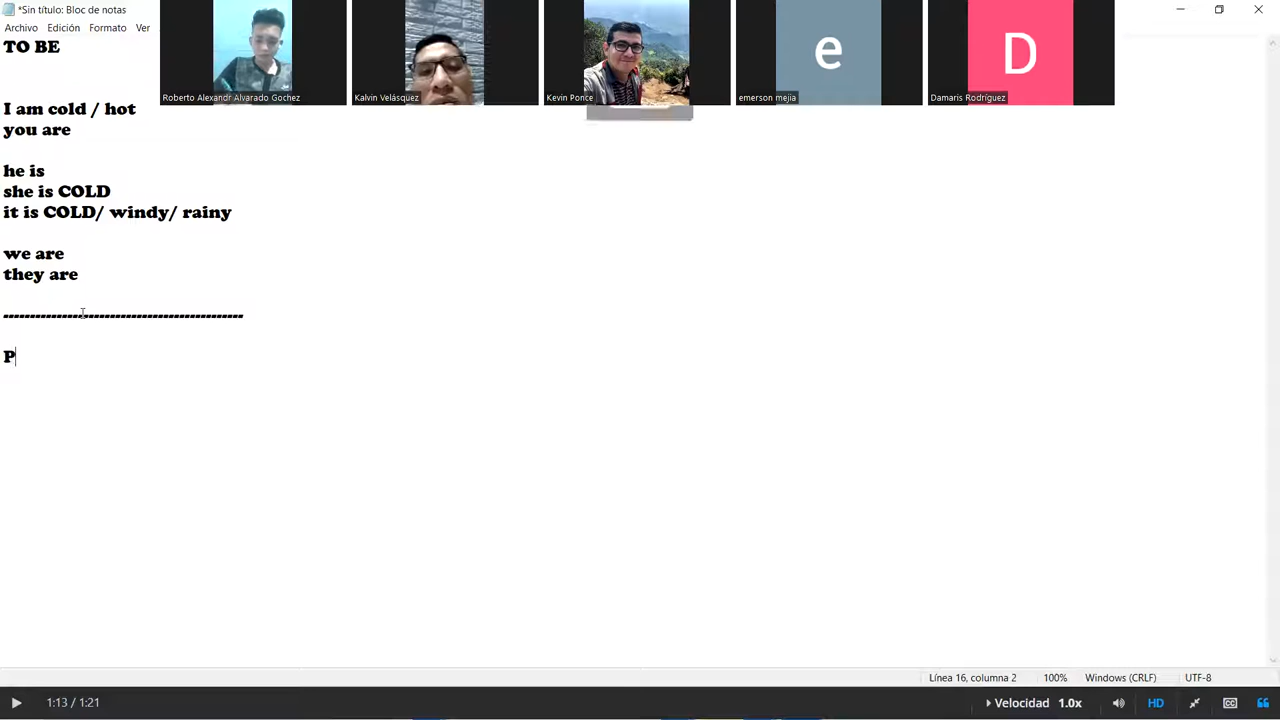 *Sin título: Bloc de notas
Archivo Edición Formato Ver
TO BE
I am cold / hot
you are
he is
she is COLD
it is COLD/ windy/ rainy
we are
they are
---------------------------------------------
P
Roberto Alexandr Alvarado Gochez
Kalvin Velásquez
Kevin Ponce
e
emerson mejia
D
Damaris Rodríguez
Línea 16, columna 2 100% Windows (CRLF) UTF-8
1:13 / 1:21 Velocidad 1.0x HD